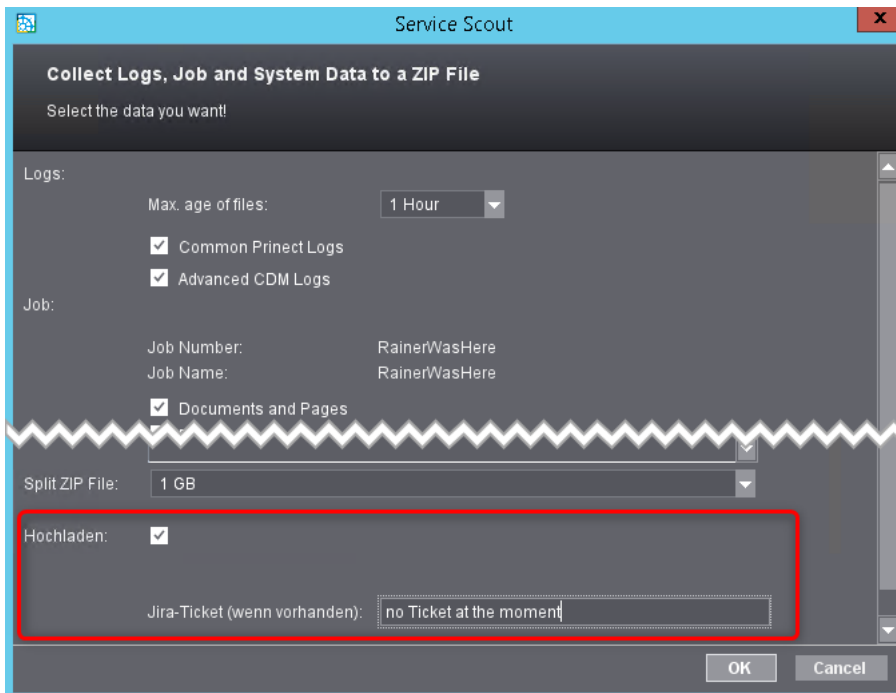 Service Scout
x
Collect Logs, Job and System Data to a ZIP File
Select the data you want!
Logs:
Max. age of files: 1 Hour
Common Prinect Logs
Advanced CDM Logs
Job:
Job Number: RainerWasHere
Job Name: RainerWasHere
Documents and Pages
Split ZIP File: 1 GB
Hochladen:
Jira-Ticket (wenn vorhanden): no Ticket at the moment
OK Cancel